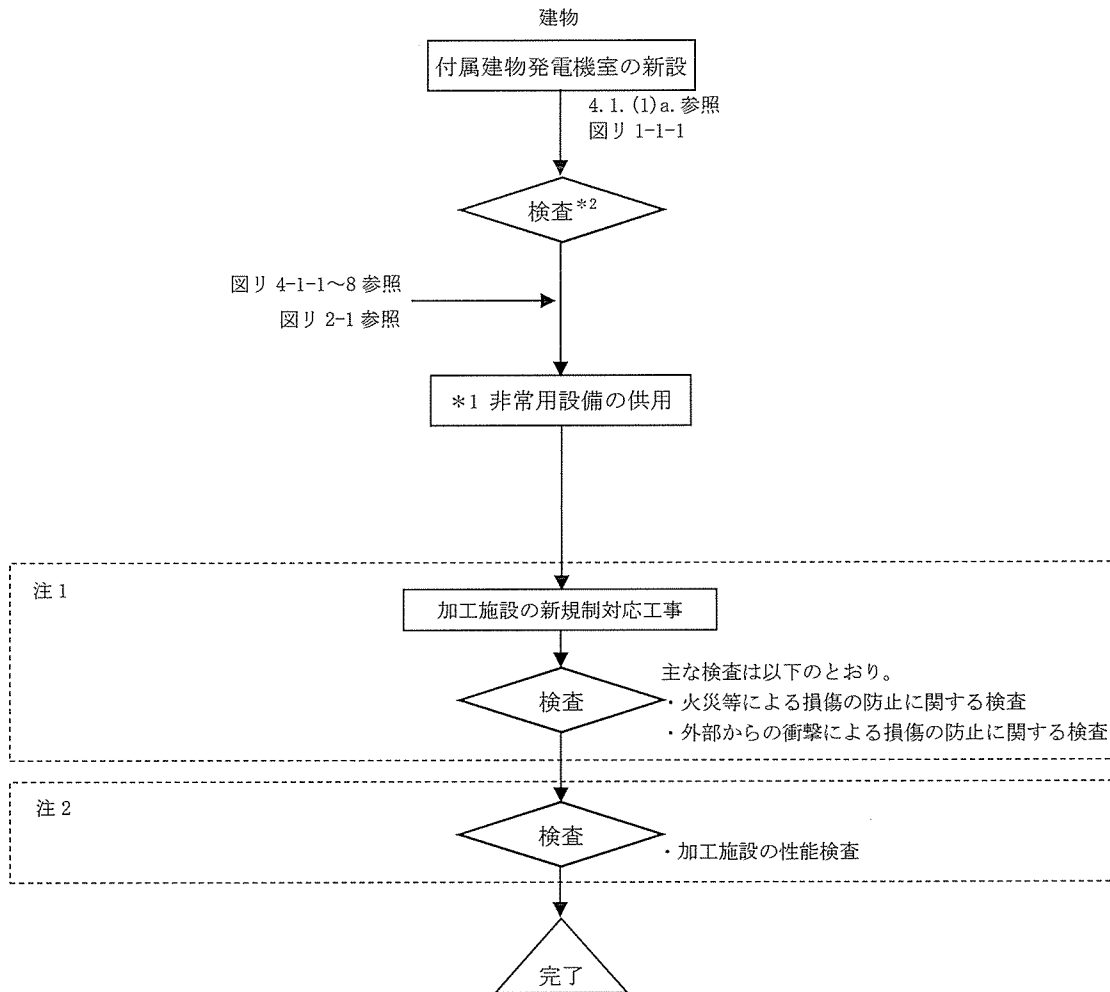 建物
付属建物発電機室の新設
4.1.(1)a.参照
図リ 1-1-1
検査*2
図リ 4-1-1～8 参照
図リ 2-1 参照
*1 非常用設備の供用
注1
加工施設の新規制対応工事
検査
主な検査は以下のとおり。
・火災等による損傷の防止に関する検査
・外部からの衝撃による損傷の防止に関する検査
注2
検査
・加工施設の性能検査
完了